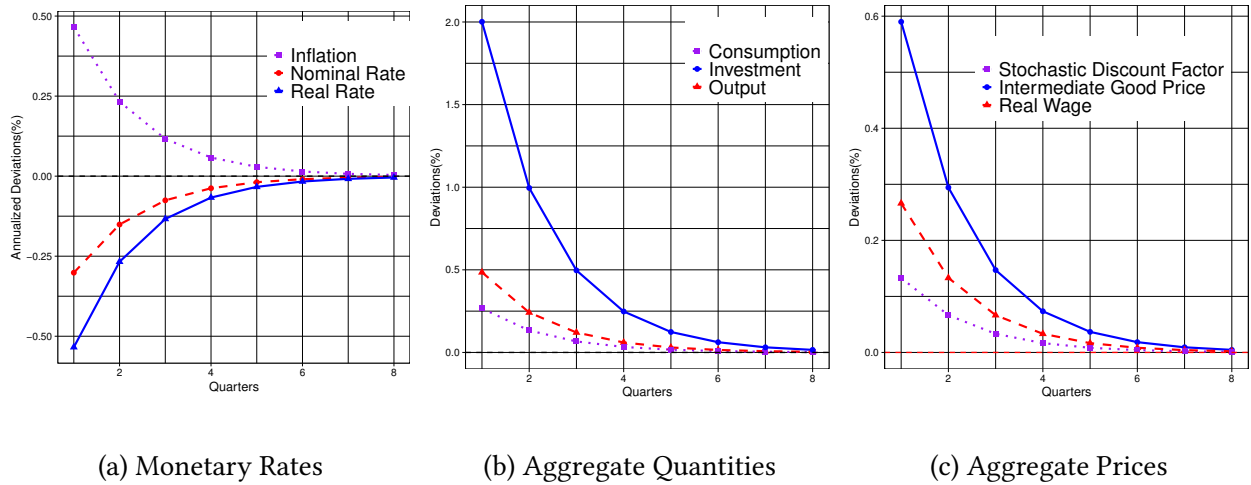 0.50
0.25
0.00
−0.25
−0.50
Annualized Deviations(%)
Inflation
Nominal Rate
Real Rate
2
4
6
8
Quarters
(a) Monetary Rates
2.0
1.5
1.0
0.5
0.0
Deviations(%)
Consumption
Investment
Output
2
4
6
8
Quarters
(b) Aggregate Quantities
0.6
0.4
0.2
0.0
Deviations(%)
Stochastic Discount Factor
Intermediate Good Price
Real Wage
2
4
6
8
Quarters
(c) Aggregate Prices